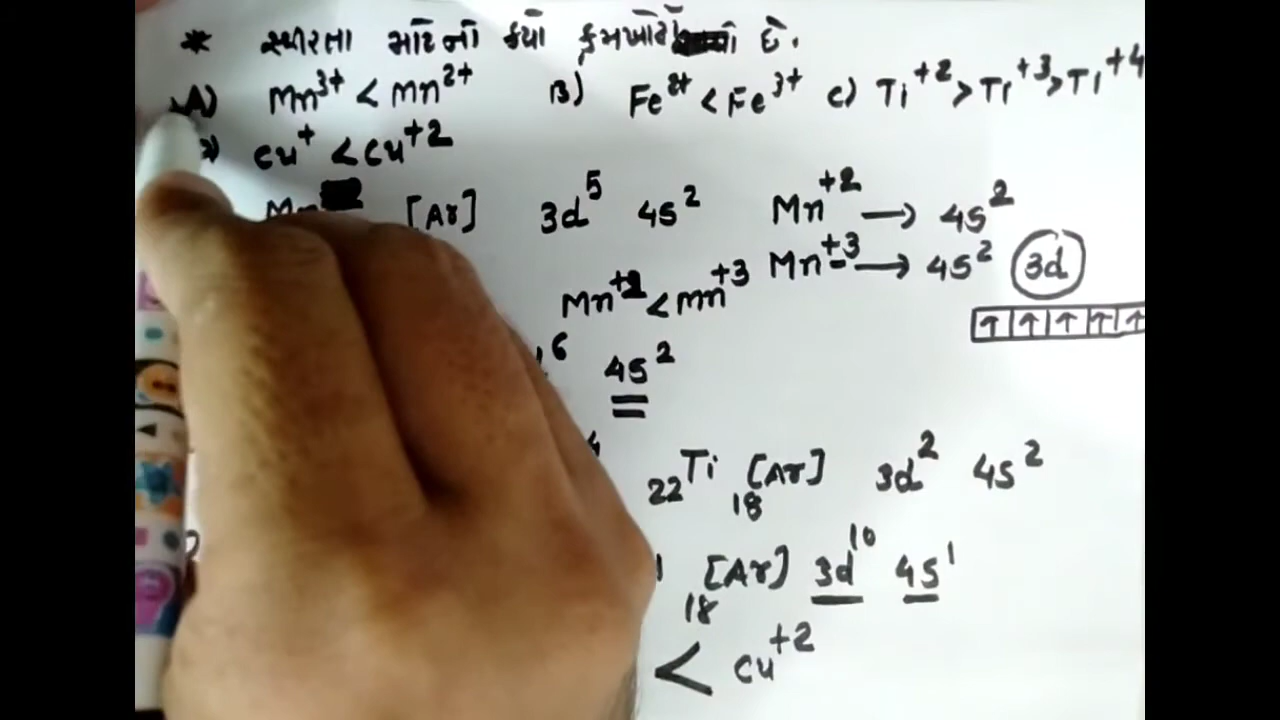 * સ્થીરતા માટેનો કયો ક્રમ ખોટો છે.
A) Mn³⁺ < Mn²⁺ B) Fe²⁺ < Fe³⁺ C) Ti⁺² > Ti⁺³ > Ti⁺⁴
Cu⁺ < Cu⁺²
Mn [Ar] 3d⁵ 4s² Mn⁺² → 4s²
Mn⁺³ → 4s² 3d
Mn⁺² < Mn⁺³ ↑ ↑ ↑ ↑ ↑
⁶ 4s²
₂₂Ti [Ar]₁₈ 3d² 4s²
[Ar]₁₈ 3d¹⁰ 4s¹
< Cu⁺²